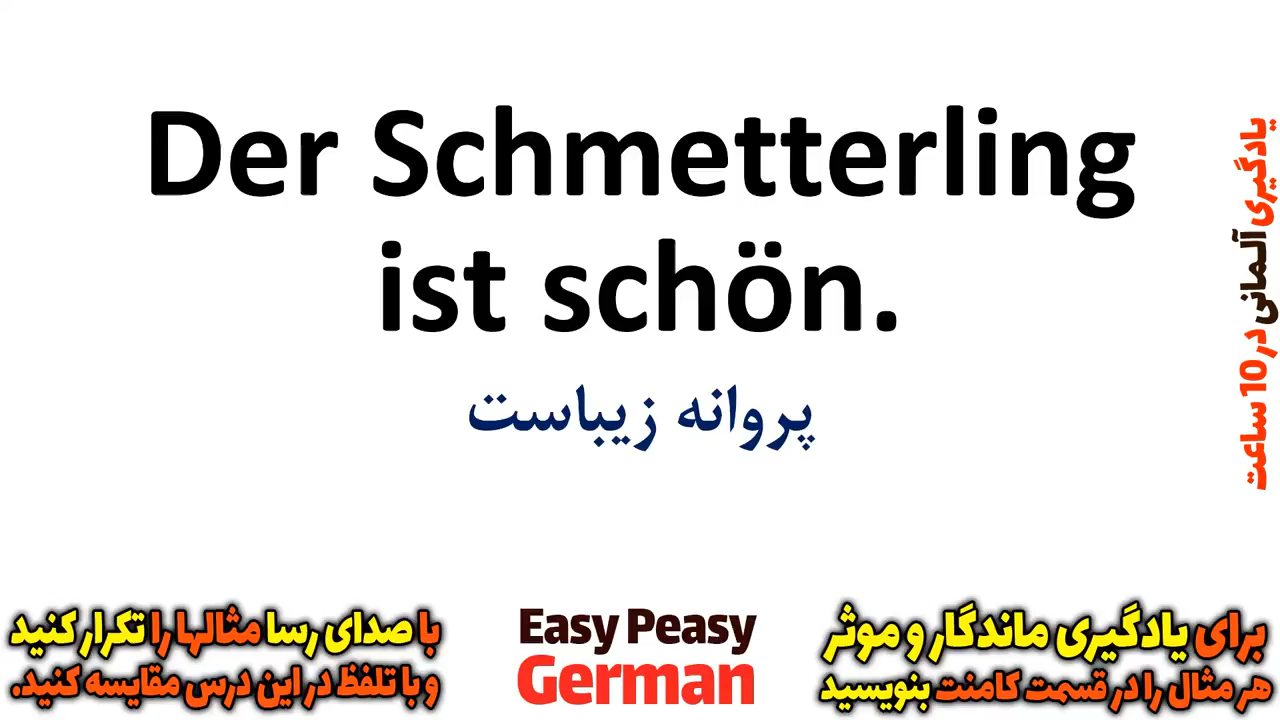 Der Schmetterling
ist schön.
پروانه زیباست
یادگیری آلمانی در 10 ساعت
با صدای رسا مثالها را تکرار کنید
و با تلفظ در این درس مقایسه کنید.
Easy Peasy
German
برای یادگیری ماندگار و موثر
هر مثال را در قسمت کامنت بنویسید